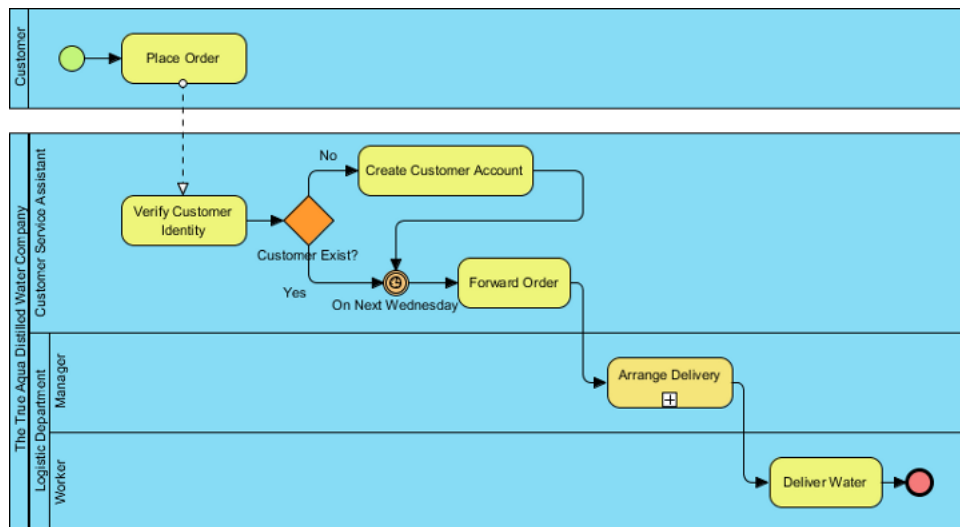 Customer
Place Order
The True Aqua Distilled Water Company
Customer Service Assistant
No
Create Customer Account
Verify Customer
Identity
Customer Exist?
Yes
On Next Wednesday
Forward Order
Logistic Department
Manager
Arrange Delivery
Worker
Deliver Water